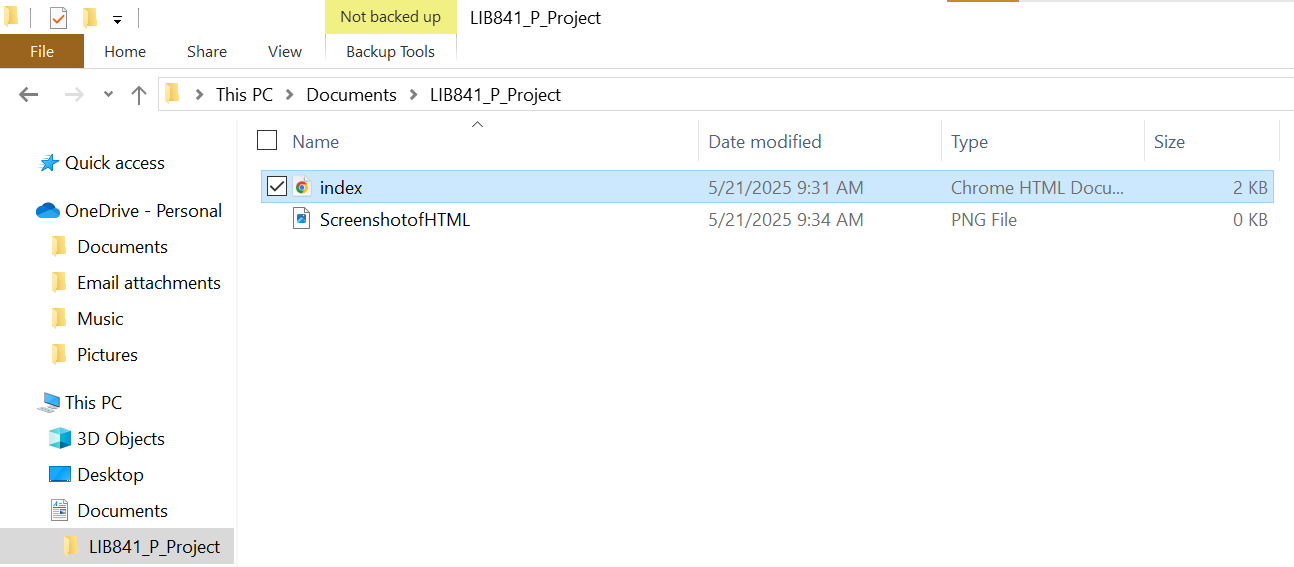 Not backed up LIB841_P_Project
File Home Share View Backup Tools
This PC Documents LIB841_P_Project
Name Date modified Type Size
index 5/21/2025 9:31 AM Chrome HTML Docu... 2 KB
ScreenshotofHTML 5/21/2025 9:34 AM PNG File 0 KB
Quick access
OneDrive - Personal
Documents
Email attachments
Music
Pictures
This PC
3D Objects
Desktop
Documents
LIB841_P_Project